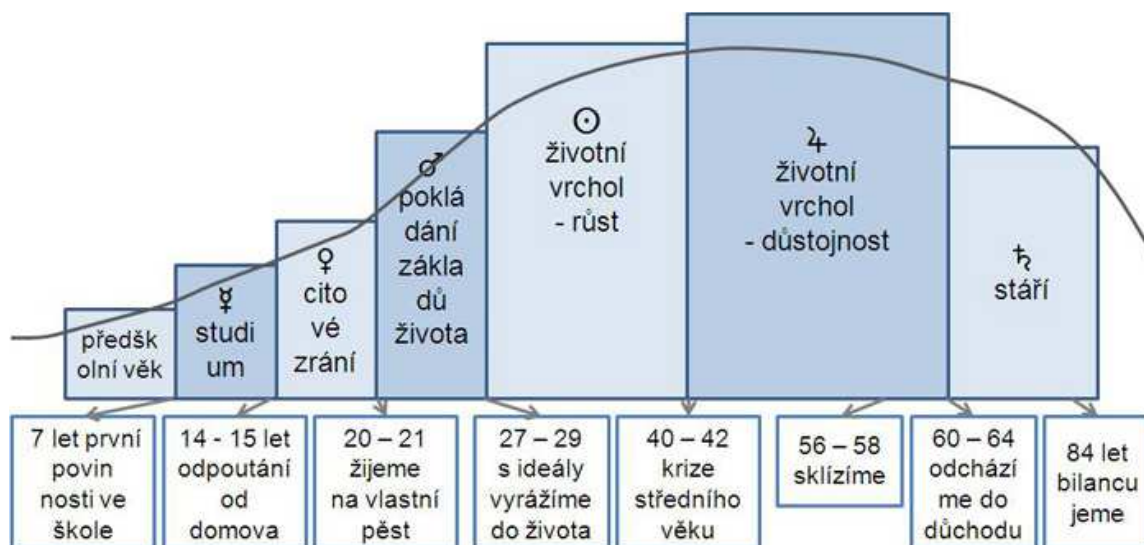 předšk
olní věk
☿
studi
um
♀
cito
vé
zrání
♂
poklá
dání
zákla
dů
života
☉
životní
vrchol
- růst
♃
životní
vrchol
- důstojnost
♄
stáří
7 let první
povin
nosti ve
škole
14 - 15 let
odpoutání
od
domova
20 – 21
žijeme
na vlastní
pěst
27 – 29
s ideály
vyrážíme
do života
40 – 42
krize
středního
věku
56 – 58
sklízíme
60 – 64
odchází
me do
důchodu
84 let
bilancu
jeme